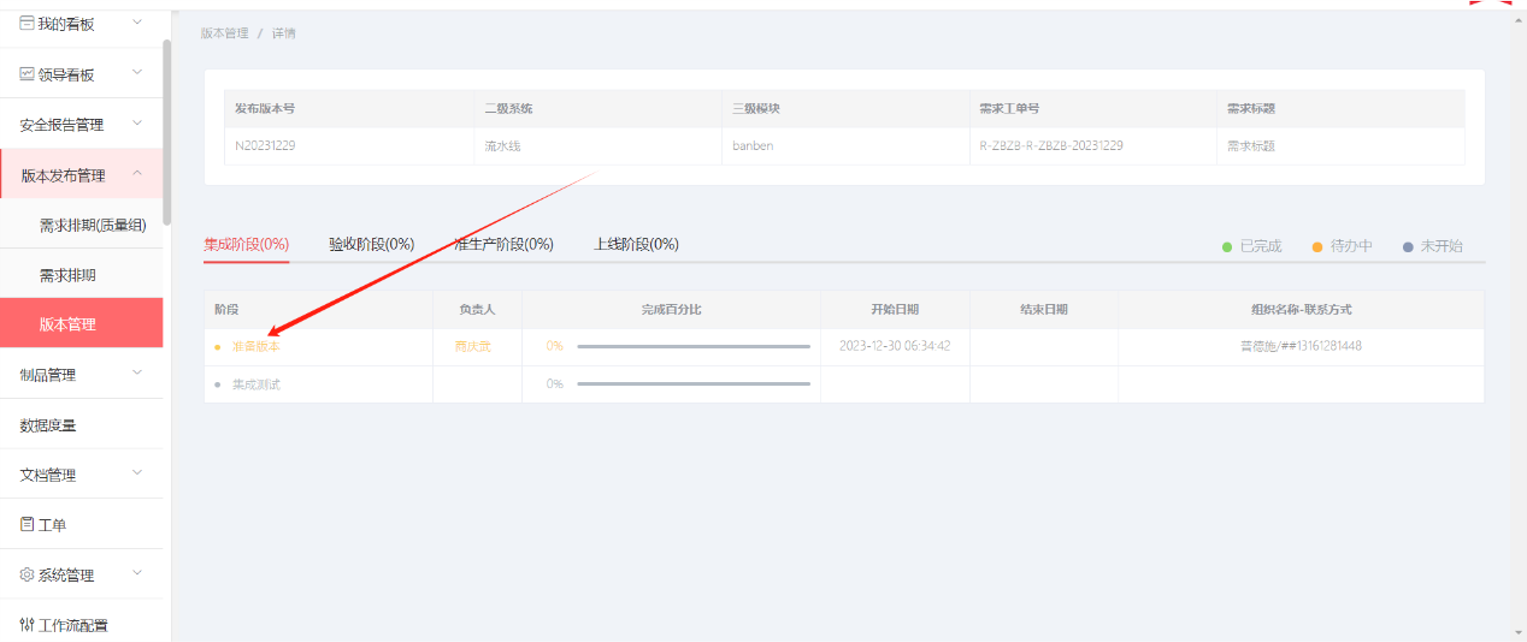 我的看板
领导看板
安全报告管理
版本发布管理
需求排期(质量组)
需求排期
版本管理
制品管理
数据度量
文档管理
工单
系统管理
工作流配置
版本管理 / 详情
发布版本号 二级系统 三级模块 需求工单号 需求标题
N20231229 流水线 banben R-ZBZB-R-ZBZB-20231229 需求标题
集成阶段(0%) 验收阶段(0%) 准生产阶段(0%) 上线阶段(0%)
已完成 待办中 未开始
阶段 负责人 完成百分比 开始日期 结束日期 组织名称-联系方式
准备版本 0% 2023-12-30 06:34:42 /##13161281448
集成测试 0%